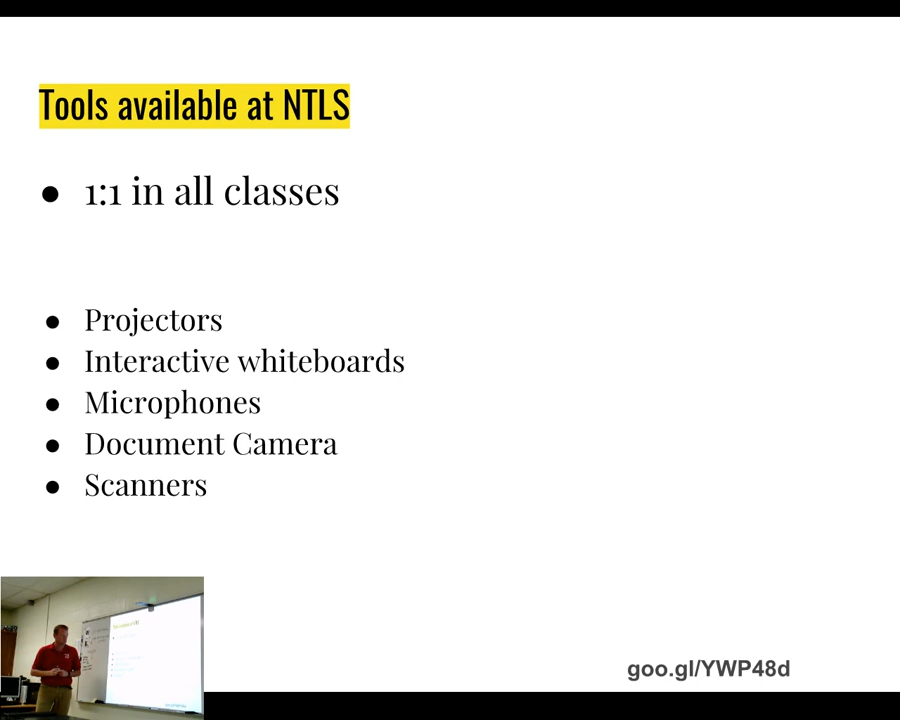 Tools available at NTLS
● 1:1 in all classes
● Projectors
● Interactive whiteboards
● Microphones
● Document Camera
● Scanners
goo.gl/YWP48d